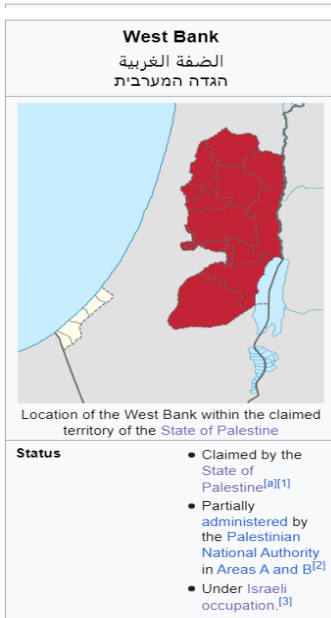 West Bank
الضفة الغربية
הגדה המערבית
Location of the West Bank within the claimed
territory of the State of Palestine
Status
• Claimed by the
State of
Palestine[a][1]
• Partially
administered by
the Palestinian
National Authority
in Areas A and B[2]
• Under Israeli
occupation.[3]